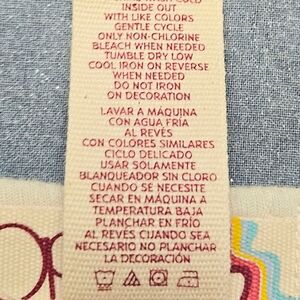 INSIDE OUT
WITH LIKE COLORS
GENTLE CYCLE
ONLY NON-CHLORINE
BLEACH WHEN NEEDED
TUMBLE DRY LOW
COOL IRON ON REVERSE
WHEN NEEDED
DO NOT IRON
ON DECORATION
LAVAR A MÁQUINA
CON AGUA FRÍA
AL REVÉS
CON COLORES SIMILARES
CICLO DELICADO
USAR SOLAMENTE
BLANQUEADOR SIN CLORO
CUANDO SE NECESITE
SECAR EN MÁQUINA A
TEMPERATURA BAJA
PLANCHAR EN FRÍO
AL REVÉS CUANDO SEA
NECESARIO NO PLANCHAR
LA DECORACIÓN